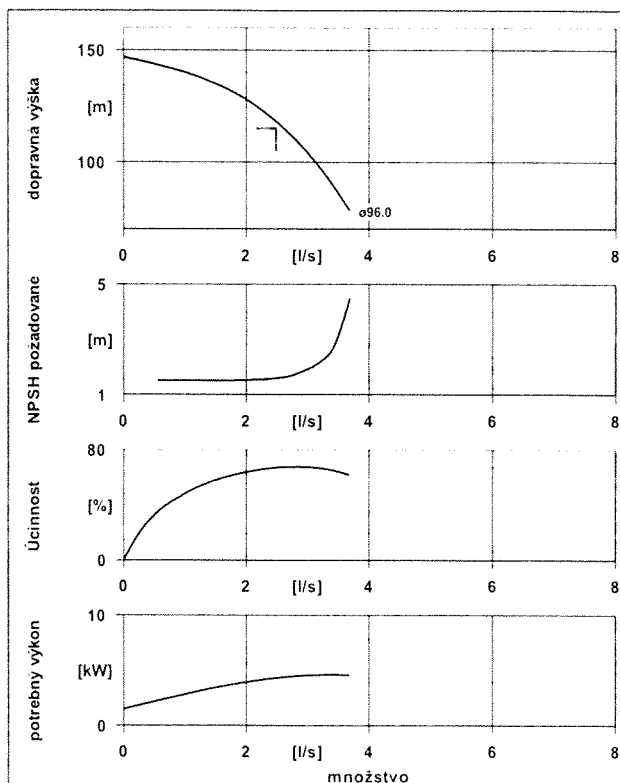 dopravná výška
150
[m]
100
ø96.0
0 2 [l/s] 4 6 8
NPSH požadované
5
[m]
1
0 2 [l/s] 4 6 8
Úcinnost
80
[%]
0
0 2 [l/s] 4 6 8
potrebný výkon
10
[kW]
0
0 2 [l/s] 4 6 8
množstvo